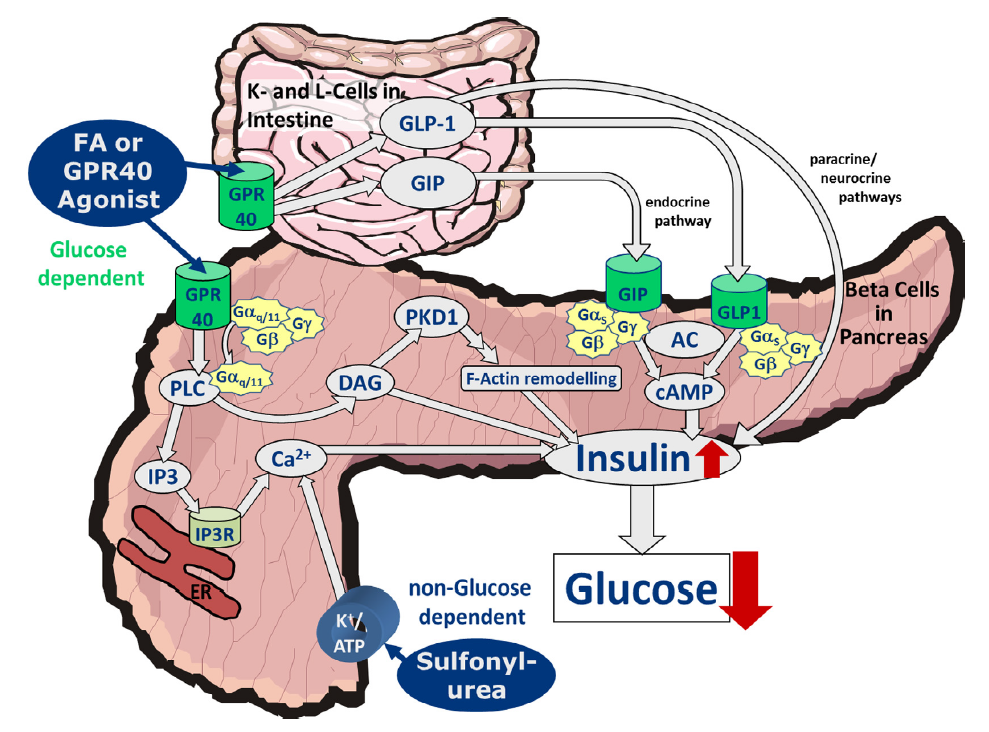 K- and L-Cells in
Intestine
GLP-1
GIP
FA or
GPR40
Agonist
GPR
40
paracrine/
neurocrine
pathways
endocrine
pathway
Glucose
dependent
GPR
40
Gαq/11
Gγ
Gβ
Gαq/11
PLC
PKD1
DAG
F-Actin remodelling
GIP
Gαs
Gγ
Gβ
AC
GLP1
Gαs
Gγ
Gβ
cAMP
Beta Cells
in
Pancreas
IP3
Ca²⁺
IP3R
ER
Insulin
Glucose
non-Glucose
dependent
K⁺/
ATP
Sulfonyl-
urea